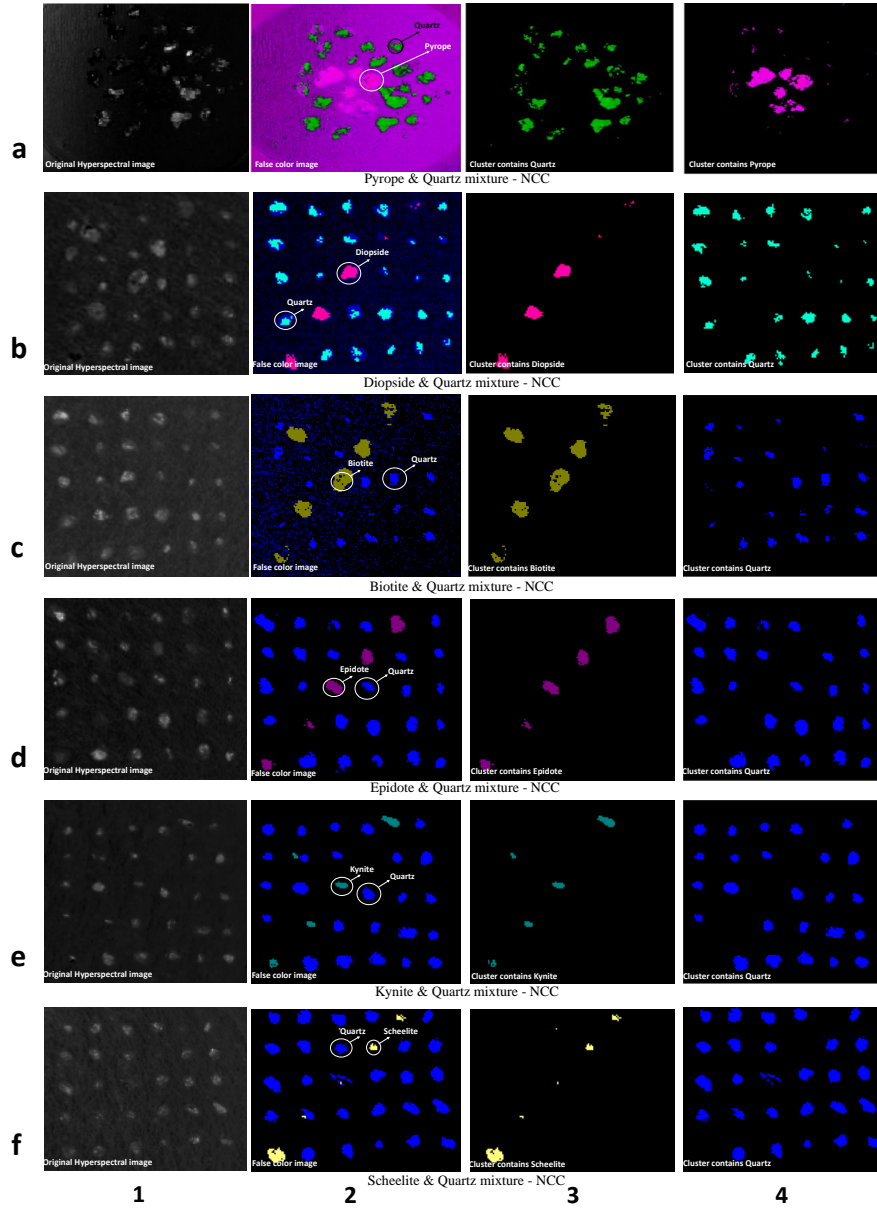 Quartz
Pyrope
a
Original Hyperspectral image
False color image
Cluster contains Quartz
Cluster contains Pyrope
Pyrope & Quartz mixture - NCC
Diopside
Quartz
b
Original Hyperspectral image
False color image
Cluster contains Diopside
Cluster contains Quartz
Diopside & Quartz mixture - NCC
Biotite
Quartz
c
Original Hyperspectral image
False color image
Cluster contains Biotite
Cluster contains Quartz
Biotite & Quartz mixture - NCC
Epidote
Quartz
d
Original Hyperspectral image
False color image
Cluster contains Epidote
Cluster contains Quartz
Epidote & Quartz mixture - NCC
Kynite
Quartz
e
Original Hyperspectral image
False color image
Cluster contains Kynite
Cluster contains Quartz
Kynite & Quartz mixture - NCC
Quartz
Scheelite
f
Original Hyperspectral image
False color image
Cluster contains Scheelite
Cluster contains Quartz
Scheelite & Quartz mixture - NCC
1 2 3 4